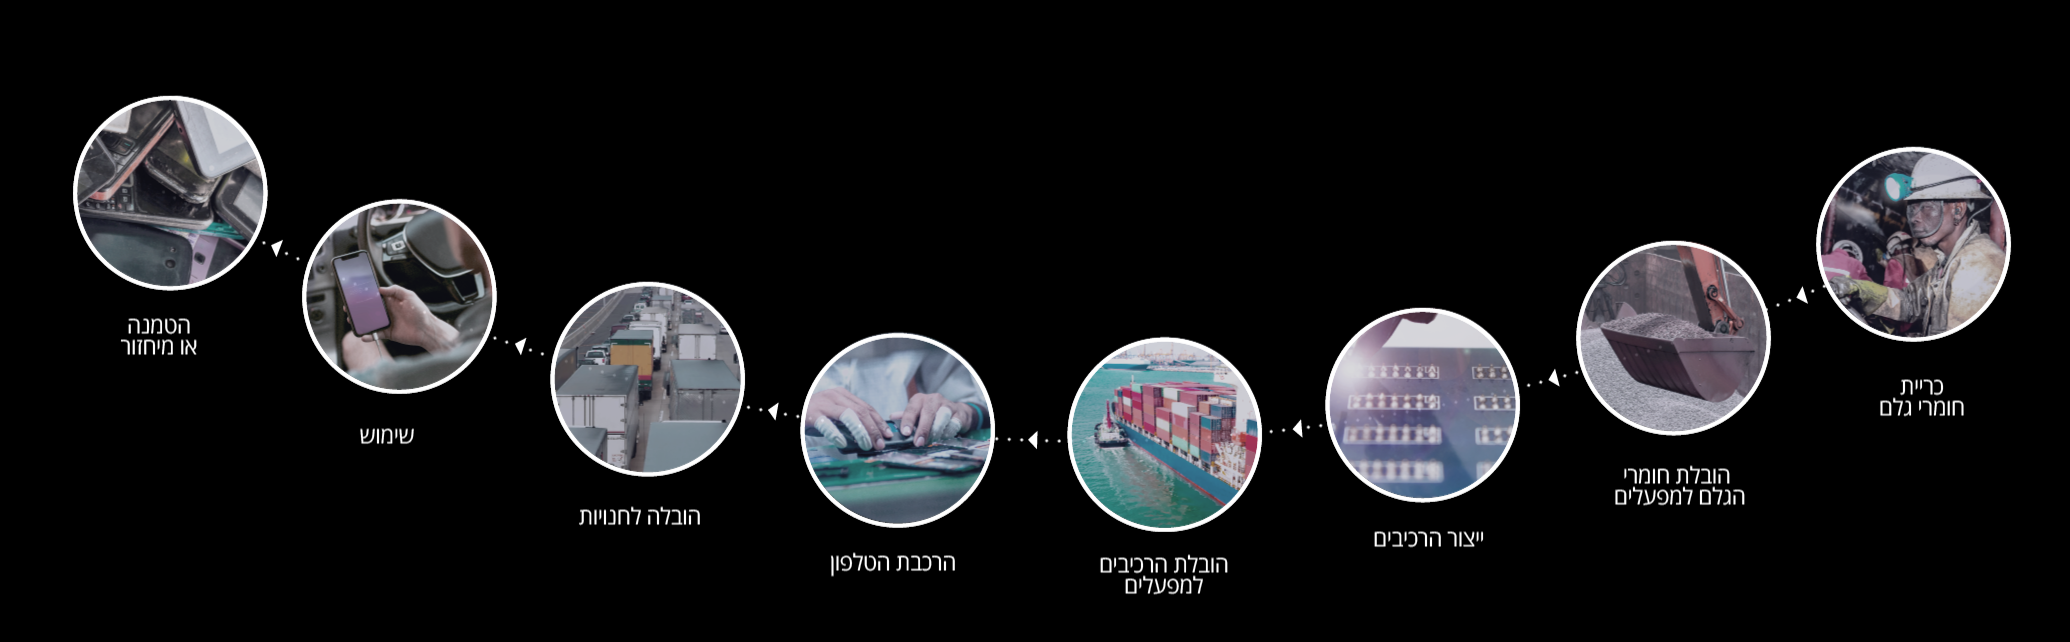 כריית
חומרי גלם
הובלת חומרי
הגלם למפעלים
ייצור הרכיבים
הובלת הרכיבים
למפעלים
הרכבת הטלפון
הובלה לחנויות
שימוש
הטמנה
או מיחזור